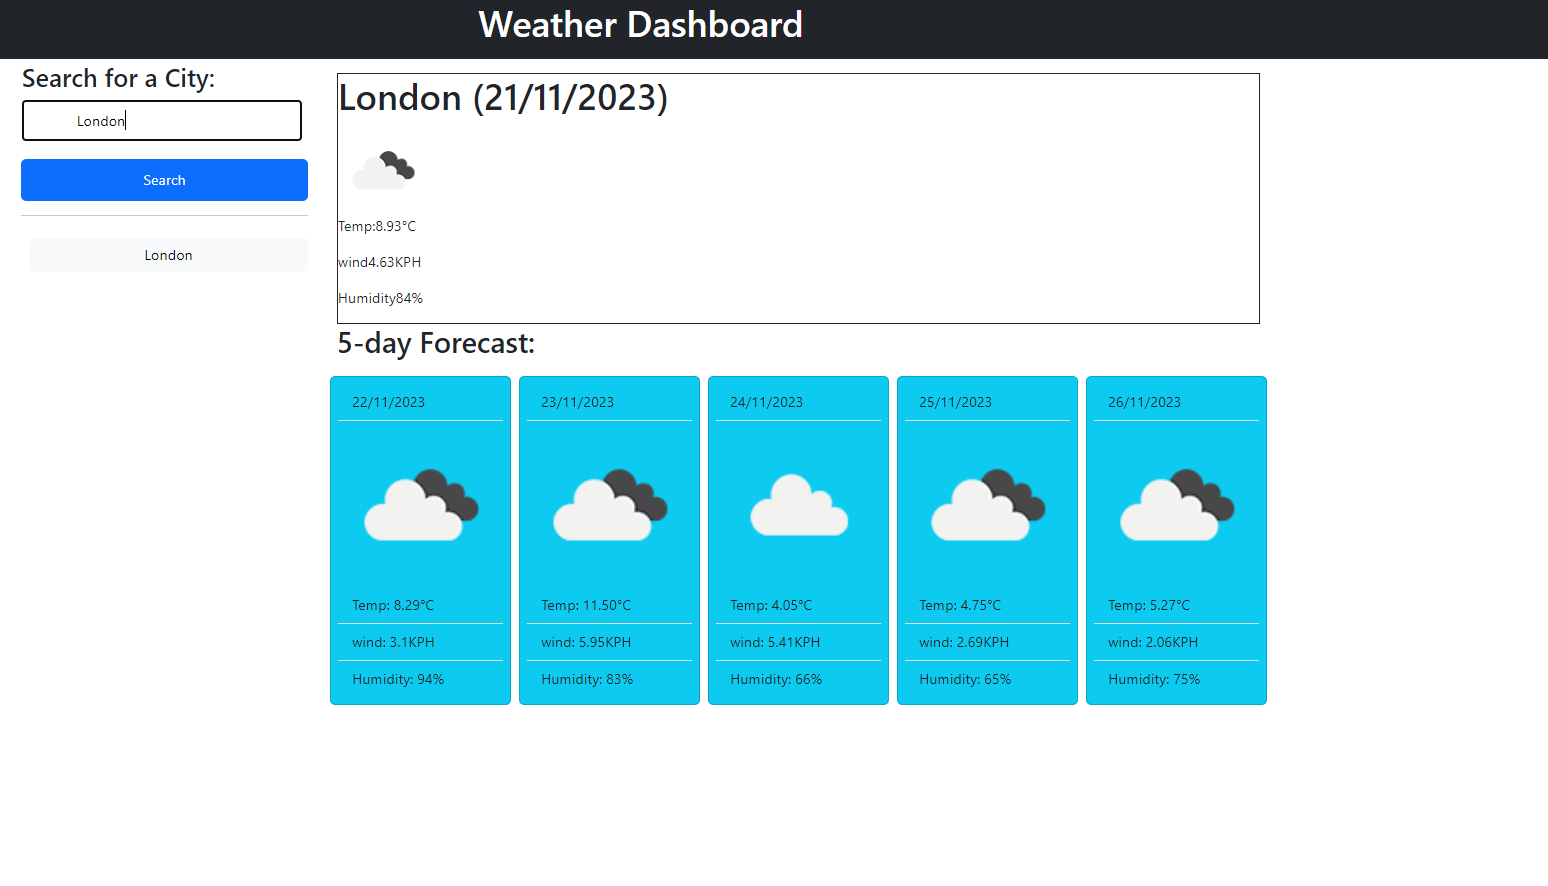 Weather Dashboard
Search for a City:
London
Search
London
London (21/11/2023)
Temp:8.93°C
wind4.63KPH
Humidity84%
5-day Forecast:
22/11/2023
Temp: 8.29°C
wind: 3.1KPH
Humidity: 94%
23/11/2023
Temp: 11.50°C
wind: 5.95KPH
Humidity: 83%
24/11/2023
Temp: 4.05°C
wind: 5.41KPH
Humidity: 66%
25/11/2023
Temp: 4.75°C
wind: 2.69KPH
Humidity: 65%
26/11/2023
Temp: 5.27°C
wind: 2.06KPH
Humidity: 75%